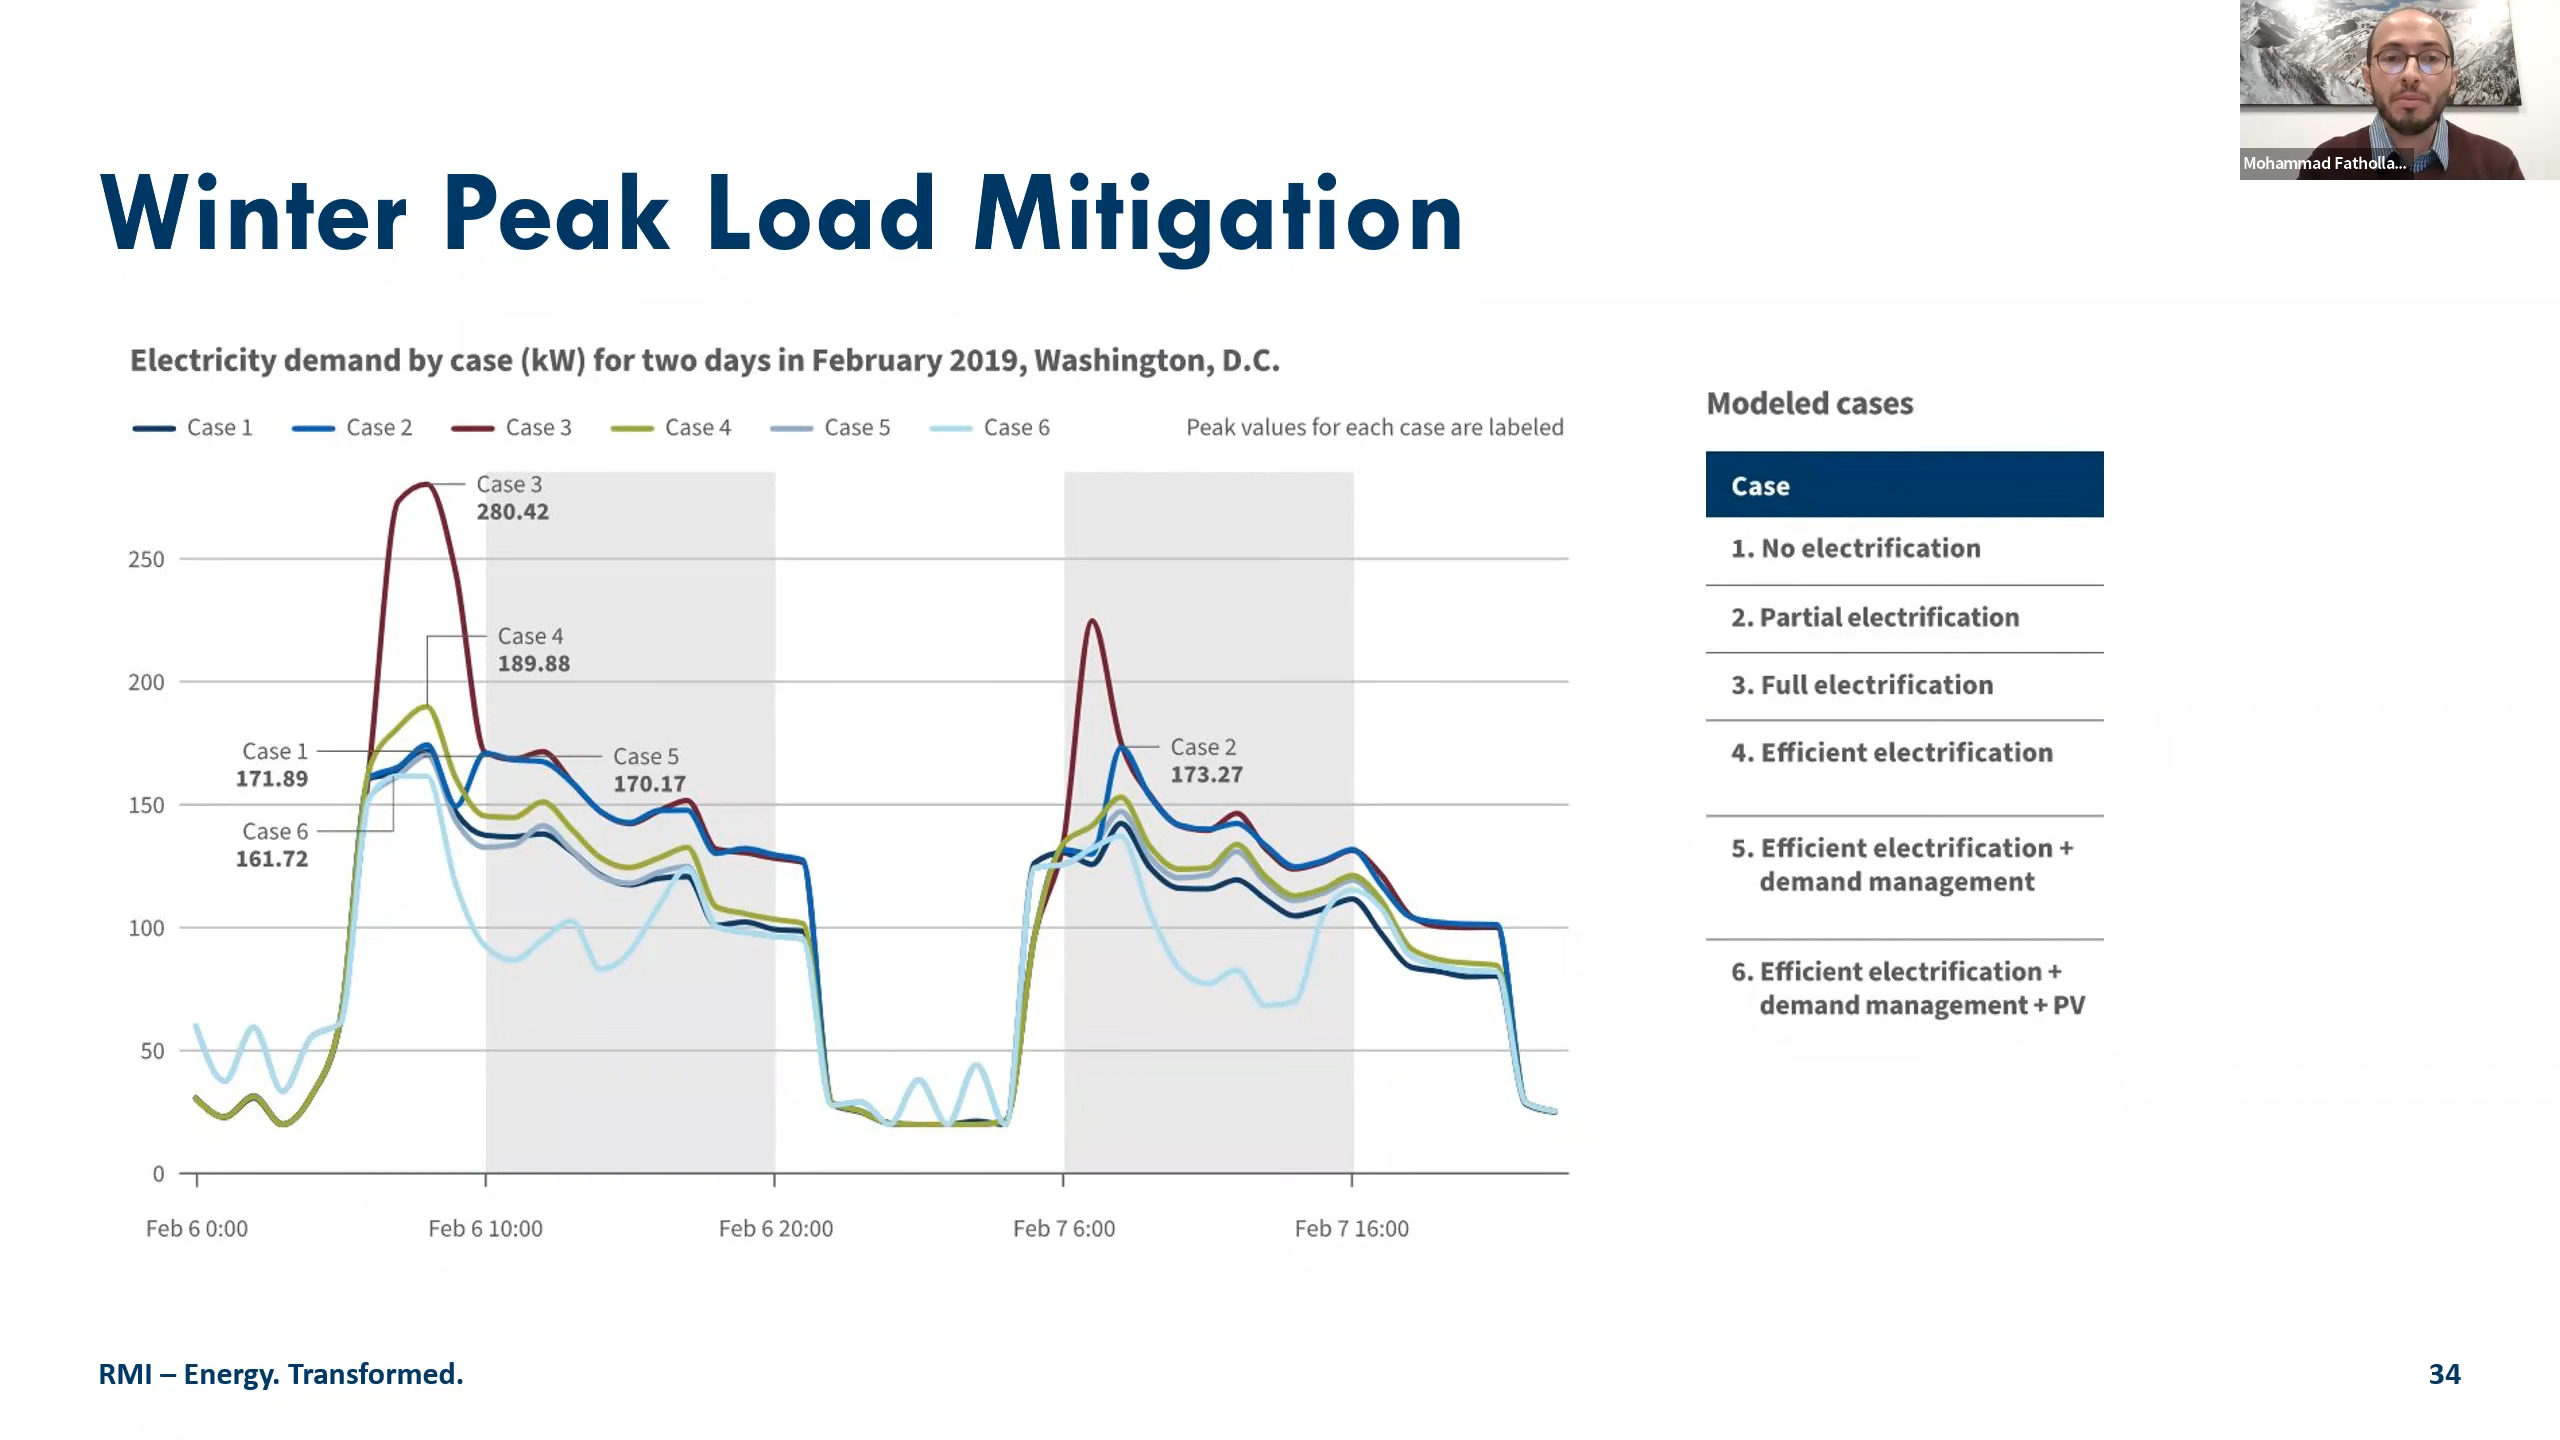 Mohammad Fatholla...
Winter Peak Load Mitigation
Electricity demand by case (kW) for two days in February 2019, Washington, D.C.
Case 1
Case 2
Case 3
Case 4
Case 5
Case 6
Peak values for each case are labeled
250
200
150
100
50
0
Case 3
280.42
Case 4
189.88
Case 1
171.89
Case 5
170.17
Case 6
161.72
Case 2
173.27
Feb 6 0:00
Feb 6 10:00
Feb 6 20:00
Feb 7 6:00
Feb 7 16:00
Modeled cases
Case
1. No electrification
2. Partial electrification
3. Full electrification
4. Efficient electrification
5. Efficient electrification +
demand management
6. Efficient electrification +
demand management + PV
RMI – Energy. Transformed.
34